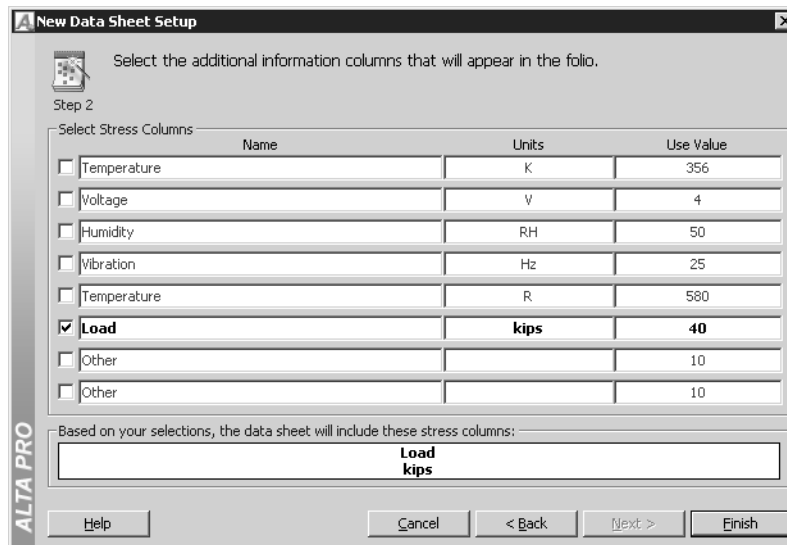 New Data Sheet Setup
Select the additional information columns that will appear in the folio.
Step 2
Select Stress Columns
Name Units Use Value
Temperature K 356
Voltage V 4
Humidity RH 50
Vibration Hz 25
Temperature R 580
Load kips 40
Other 10
Other 10
Based on your selections, the data sheet will include these stress columns:
Load
kips
ALTA PRO
Help Cancel < Back Next > Finish